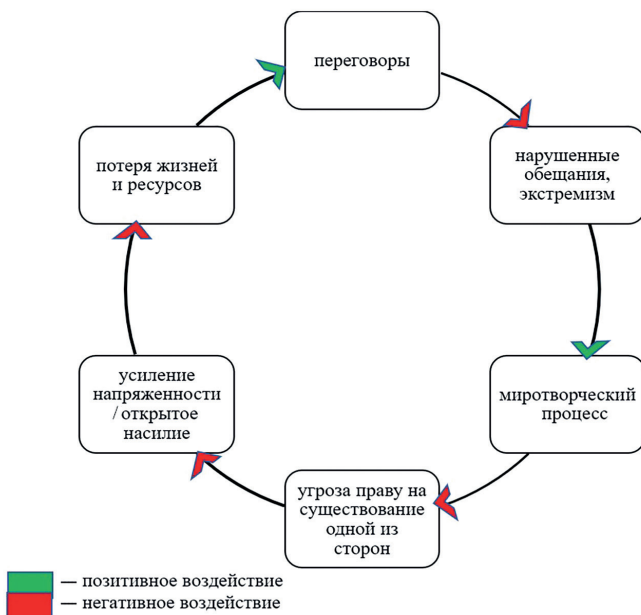 переговоры
нарушенные
обещания,
экстремизм
миротворческий
процесс
угроза праву на
существование
одной из
сторон
усиление
напряженности
/ открытое
насилие
потеря жизней
и ресурсов
— позитивное воздействие
— негативное воздействие